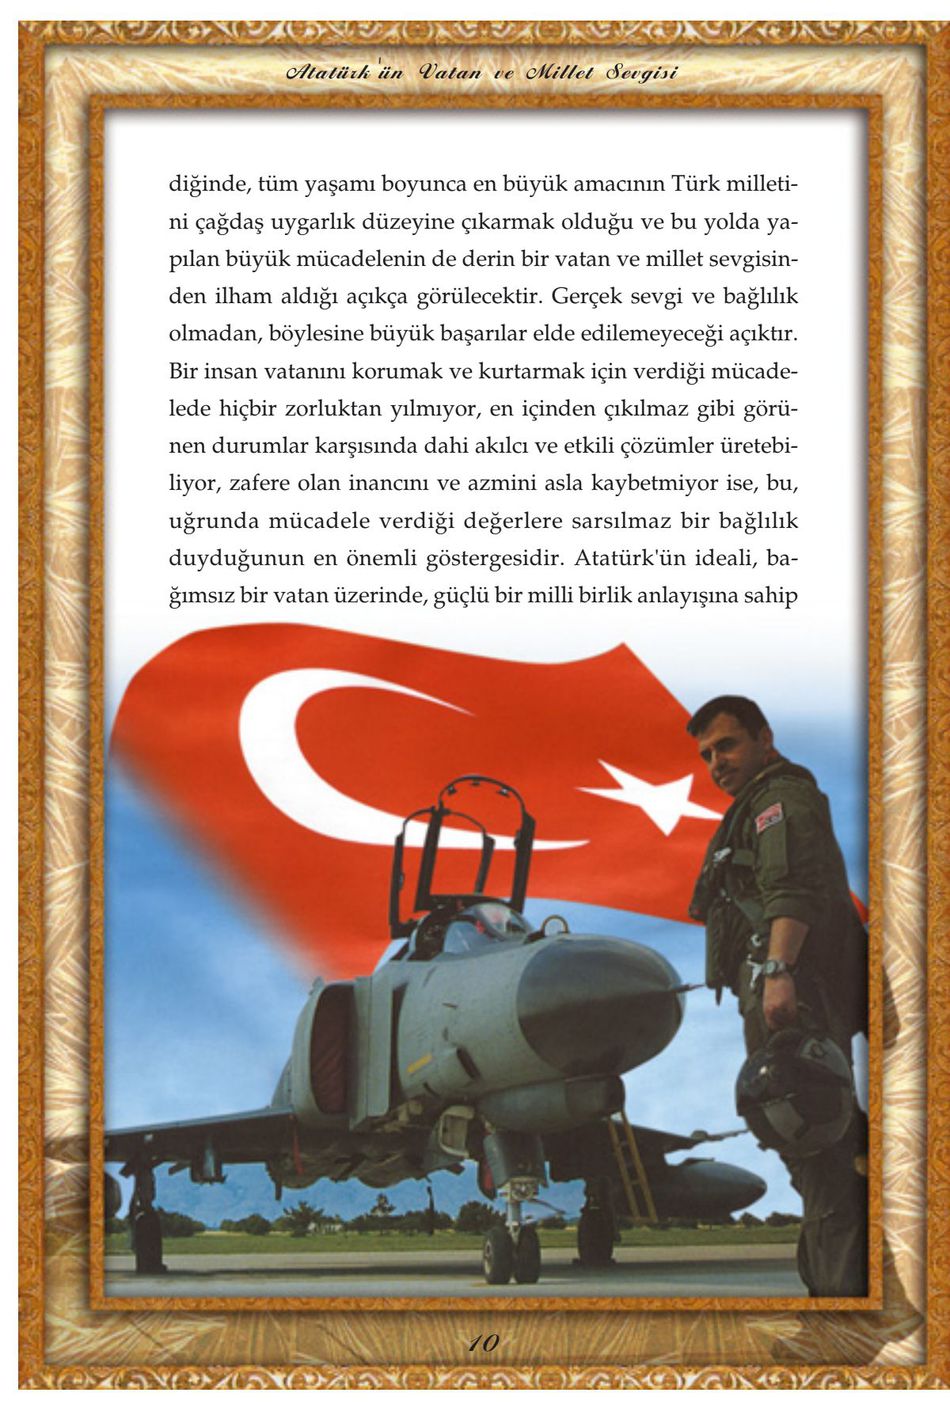 Atatürk'ün Vatan ve Millet Sevgisi
diğinde, tüm yaşamı boyunca en büyük amacının Türk milleti-
ni çağdaş uygarlık düzeyine çıkarmak olduğu ve bu yolda ya-
pılan büyük mücadelenin de derin bir vatan ve millet sevgisin-
den ilham aldığı açıkça görülecektir. Gerçek sevgi ve bağlılık
olmadan, böylesine büyük başarılar elde edilemeyeceği açıktır.
Bir insan vatanını korumak ve kurtarmak için verdiği mücade-
lede hiçbir zorluktan yılmıyor, en içinden çıkılmaz gibi görü-
nen durumlar karşısında dahi akılcı ve etkili çözümler üretebi-
liyor, zafere olan inancını ve azmini asla kaybetmiyor ise, bu,
uğrunda mücadele verdiği değerlere sarsılmaz bir bağlılık
duyduğunun en önemli göstergesidir. Atatürk'ün ideali, ba-
ğımsız bir vatan üzerinde, güçlü bir milli birlik anlayışına sahip
10